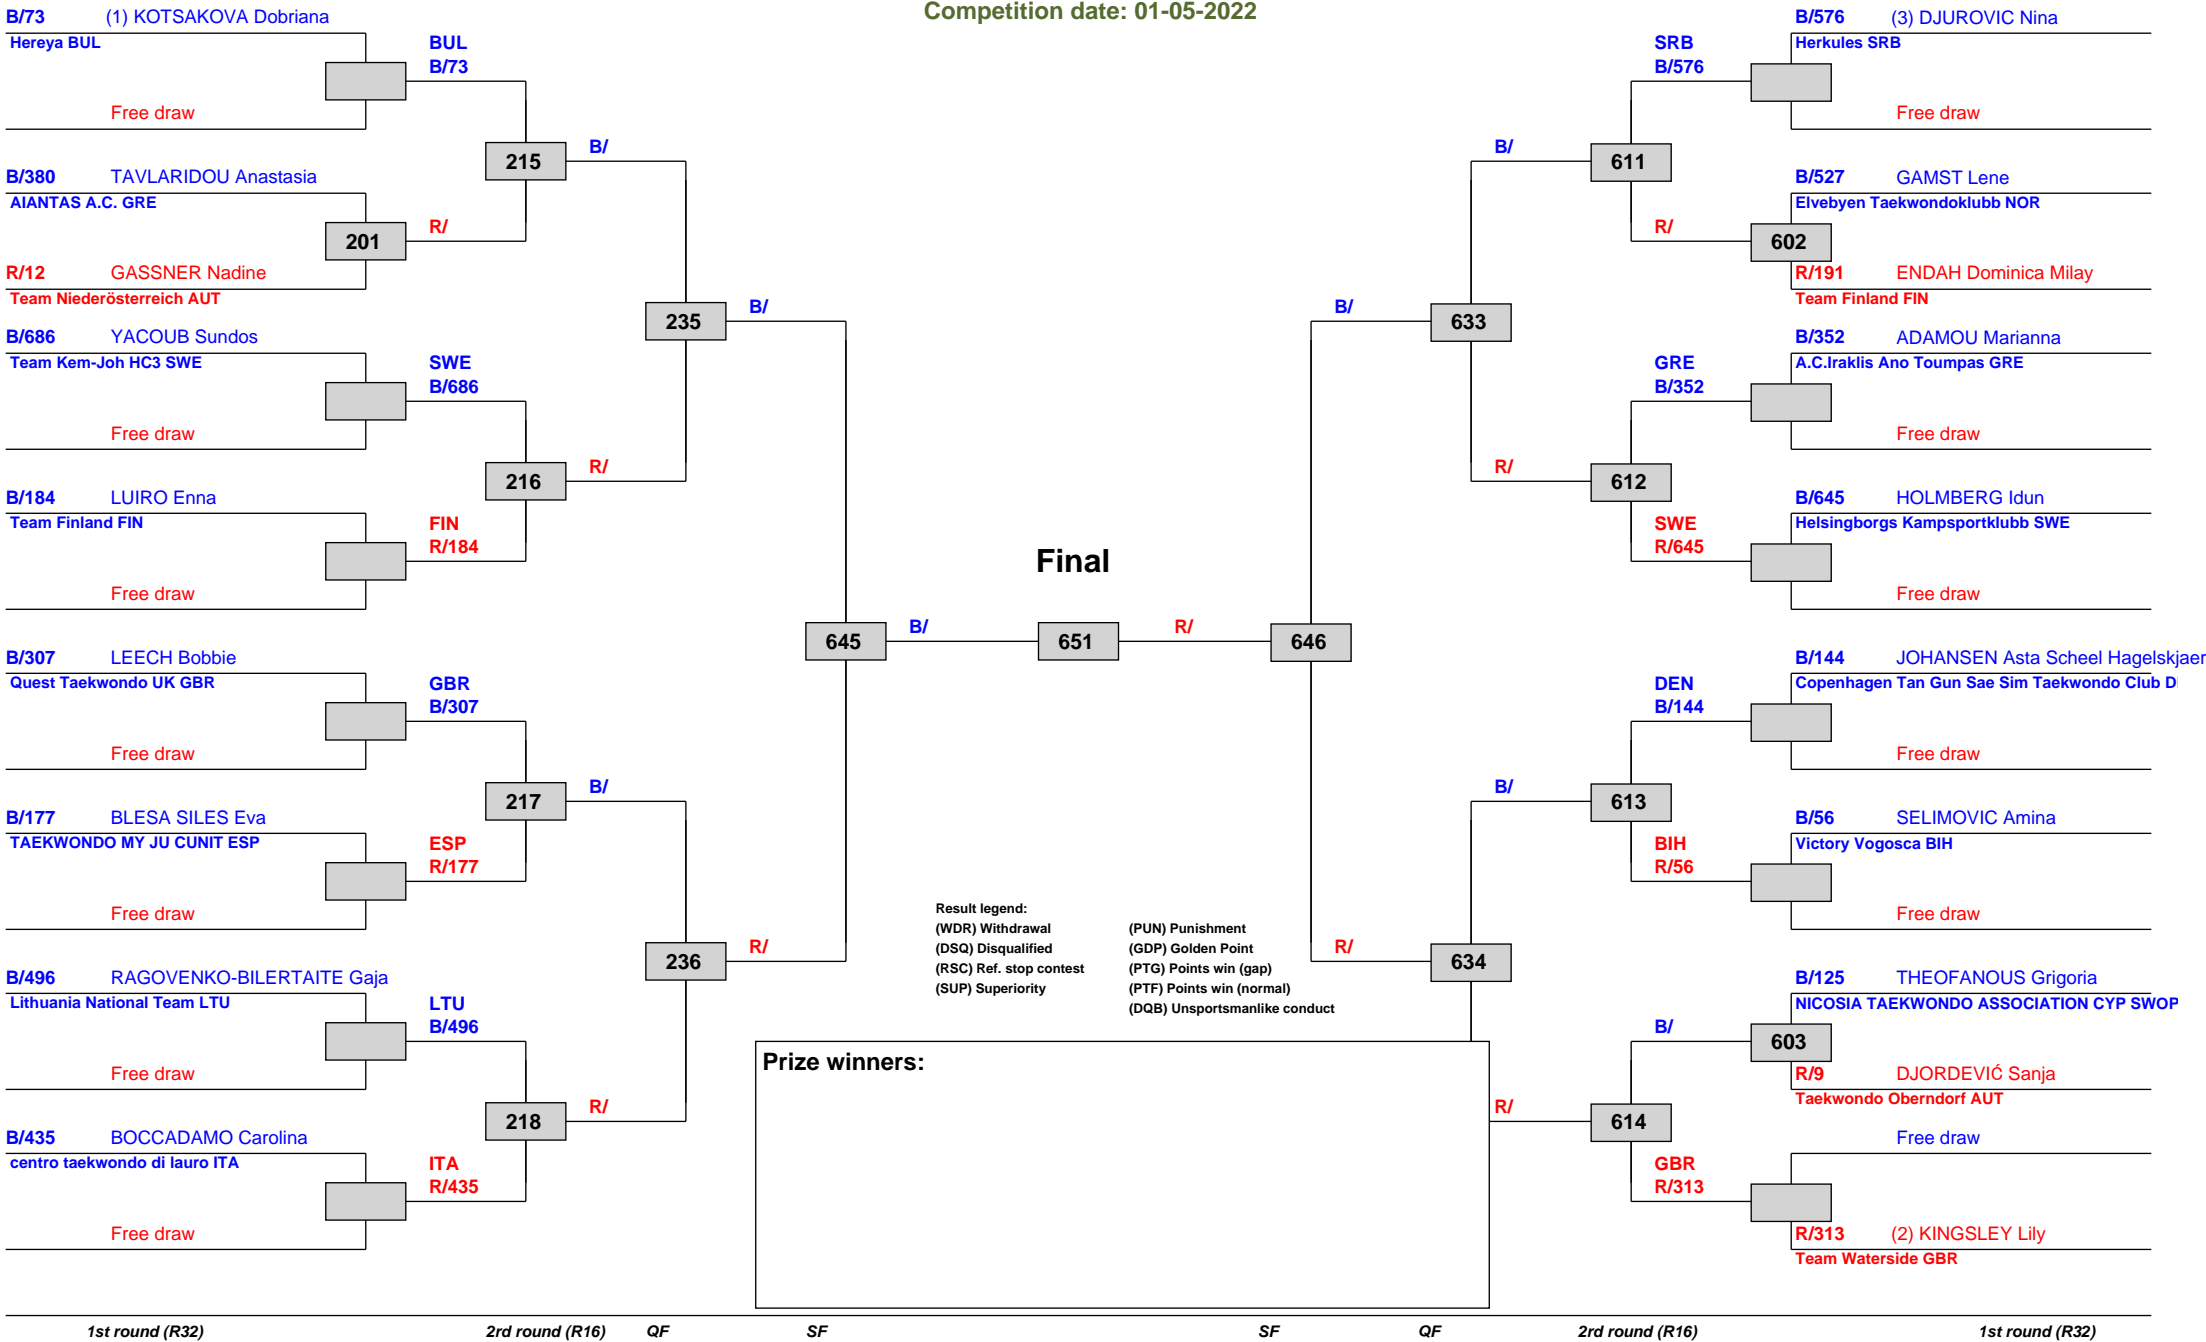 Competition date: 01-05-2022
B/73 (1) KOTSAKOVA Dobriana
Hereya BUL
BUL
B/73
Free draw
215
B/
B/380 TAVLARIDOU Anastasia
AIANTAS A.C. GRE
201
R/
R/12 GASSNER Nadine
Team Niederösterreich AUT
235
B/
B/686 YACOUB Sundos
Team Kem-Joh HC3 SWE
SWE
B/686
Free draw
216
R/
B/184 LUIRO Enna
Team Finland FIN
FIN
R/184
Free draw
645
B/
B/307 LEECH Bobbie
Quest Taekwondo UK GBR
GBR
B/307
Free draw
217
B/
B/177 BLESA SILES Eva
TAEKWONDO MY JU CUNIT ESP
ESP
R/177
Free draw
236
R/
B/496 RAGOVENKO-BILERTAITE Gaja
Lithuania National Team LTU
LTU
B/496
Free draw
218
R/
B/435 BOCCADAMO Carolina
centro taekwondo di lauro ITA
ITA
R/435
Free draw
Final
651
R/
646
B/576 (3) DJUROVIC Nina
Herkules SRB
SRB
B/576
Free draw
B/
611
B/527 GAMST Lene
Elvebyen Taekwondoklubb NOR
R/
602
R/191 ENDAH Dominica Milay
Team Finland FIN
B/
633
B/352 ADAMOU Marianna
A.C.Iraklis Ano Toumpas GRE
GRE
B/352
Free draw
R/
612
B/645 HOLMBERG Idun
Helsingborgs Kampsportklubb SWE
SWE
R/645
Free draw
B/144 JOHANSEN Asta Scheel Hagelskjaer
Copenhagen Tan Gun Sae Sim Taekwondo Club D
DEN
B/144
Free draw
B/
613
B/56 SELIMOVIC Amina
Victory Vogosca BIH
BIH
R/56
Free draw
R/
634
B/125 THEOFANOUS Grigoria
NICOSIA TAEKWONDO ASSOCIATION CYP SWOP
B/
603
R/9 DJORDEVIĆ Sanja
Taekwondo Oberndorf AUT
R/
614
Free draw
GBR
R/313
R/313 (2) KINGSLEY Lily
Team Waterside GBR
Result legend:
(WDR) Withdrawal (PUN) Punishment
(DSQ) Disqualified (GDP) Golden Point
(RSC) Ref. stop contest (PTG) Points win (gap)
(SUP) Superiority (PTF) Points win (normal)
(DQB) Unsportsmanlike conduct
Prize winners:
1st round (R32) 2rd round (R16) QF SF SF QF 2rd round (R16) 1st round (R32)